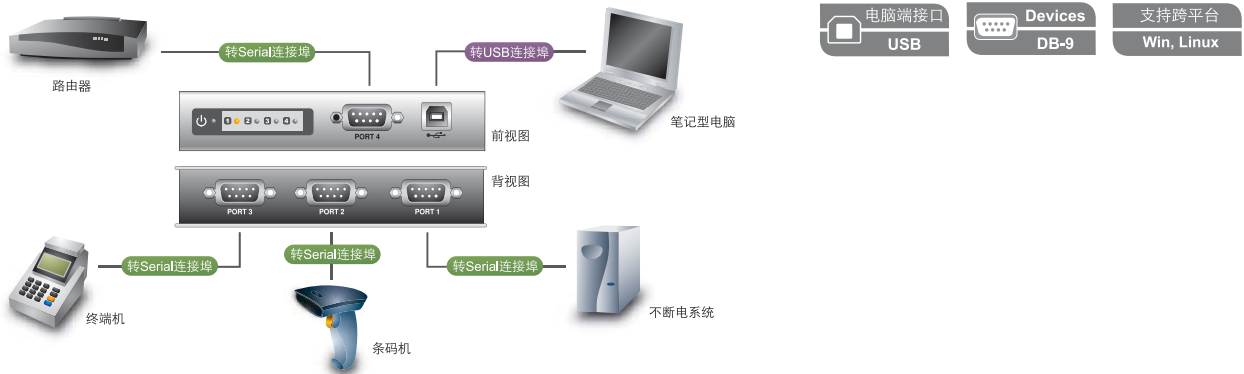 电脑端接口
USB
Devices
DB-9
支持跨平台
Win, Linux
转Serial连接埠
转USB连接埠
路由器
1 2 3 4
PORT 4
前视图
笔记型电脑
背视图
PORT 3
PORT 2
PORT 1
转Serial连接埠
转Serial连接埠
转Serial连接埠
终端机
条码机
不断电系统